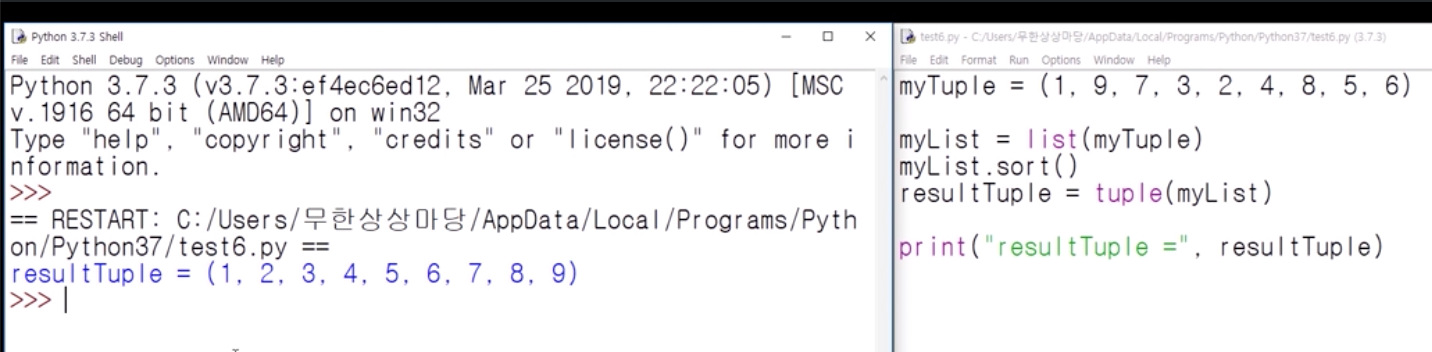 Python 3.7.3 Shell
File Edit Shell Debug Options Window Help
Python 3.7.3 (v3.7.3:ef4ec6ed12, Mar 25 2019, 22:22:05) [MSC
v.1916 64 bit (AMD64)] on win32
Type "help", "copyright", "credits" or "license()" for more i
nformation.
>>>
== RESTART: C:/Users/무한상상마당/AppData/Local/Programs/Pyth
on/Python37/test6.py ==
resultTuple = (1, 2, 3, 4, 5, 6, 7, 8, 9)
>>>
test6.py - C:/Users/무한상상마당/AppData/Local/Programs/Python/Python37/test6.py (3.7.3)
File Edit Format Run Options Window Help
myTuple = (1, 9, 7, 3, 2, 4, 8, 5, 6)
myList = list(myTuple)
myList.sort()
resultTuple = tuple(myList)
print("resultTuple =", resultTuple)